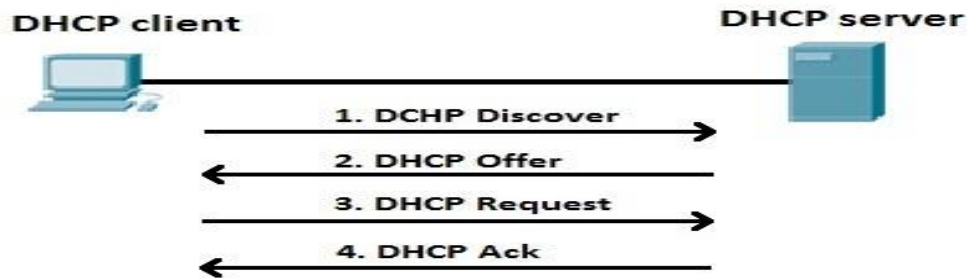 DHCP client
DHCP server
1. DCHP Discover
2. DHCP Offer
3. DHCP Request
4. DHCP Ack